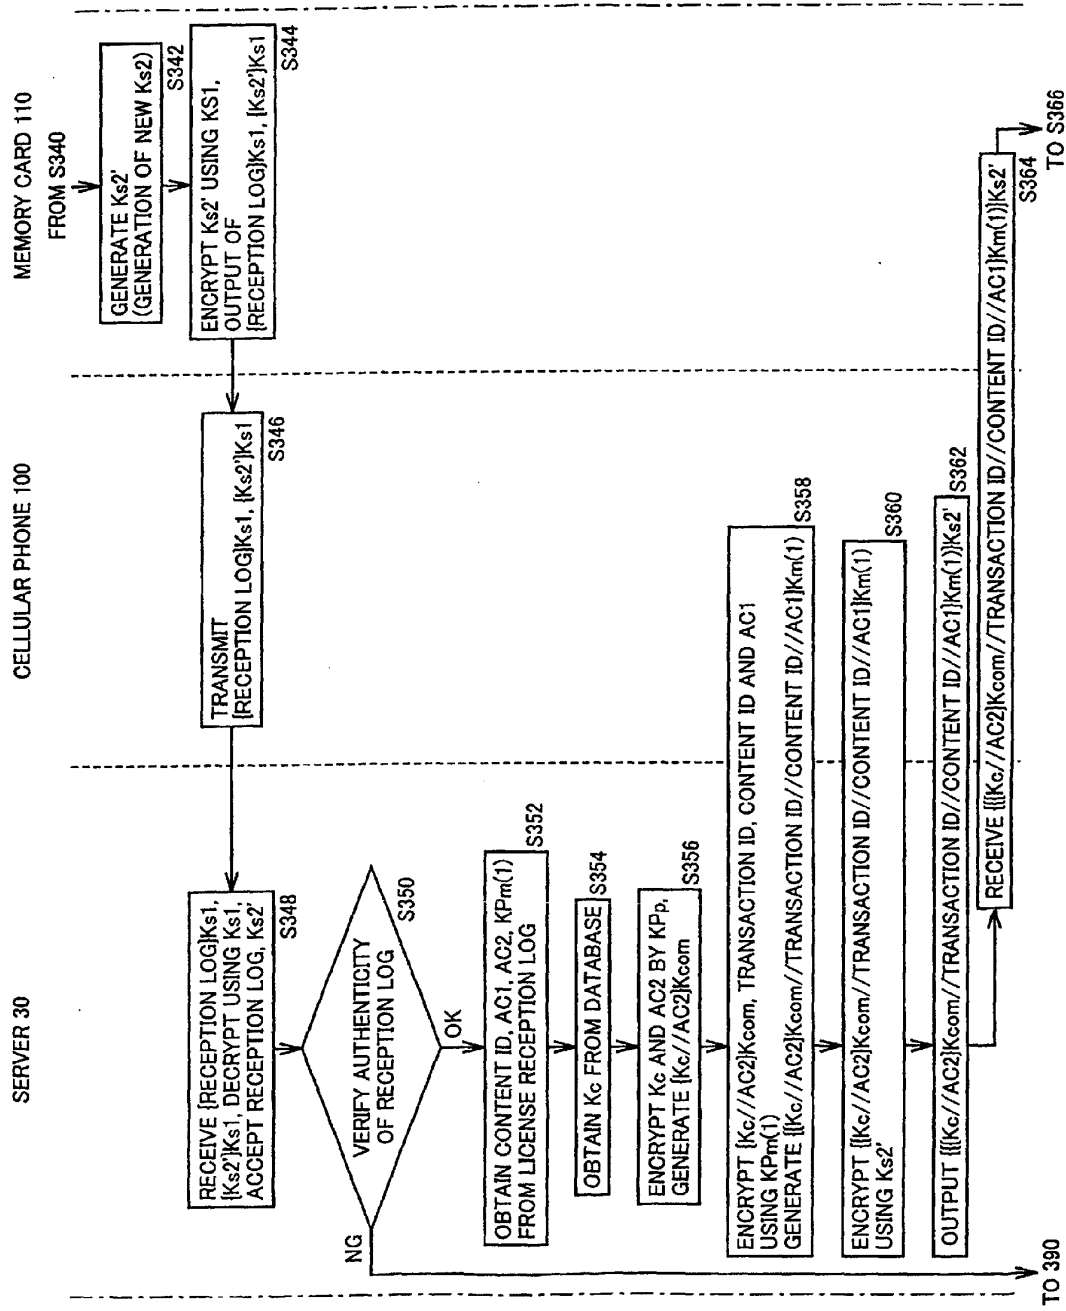 SERVER 30
CELLULAR PHONE 100
MEMORY CARD 110
FROM S340
GENERATE Ks2'
(GENERATION OF NEW Ks2)
S342
ENCRYPT Ks2' USING KS1,
OUTPUT OF
{RECEPTION LOG}Ks1, {Ks2'}Ks1
S344
TRANSMIT
{RECEPTION LOG}Ks1, {Ks2'}Ks1
S346
RECEIVE {RECEPTION LOG}Ks1,
{Ks2'}Ks1, DECRYPT USING Ks1,
ACCEPT RECEPTION LOG, Ks2'
S348
VERIFY AUTHENTICITY
OF RECEPTION LOG
S350
NG
OK
OBTAIN CONTENT ID, AC1, AC2, KPm(1)
FROM LICENSE RECEPTION LOG
S352
OBTAIN Kc FROM DATABASE
S354
ENCRYPT Kc AND AC2 BY KPp,
GENERATE {Kc//AC2}Kcom
S356
ENCRYPT {Kc//AC2}Kcom, TRANSACTION ID, CONTENT ID AND AC1
USING KPm(1)
GENERATE {{Kc//AC2}Kcom//TRANSACTION ID//CONTENT ID//AC1}Km(1)
S358
ENCRYPT {{Kc//AC2}Kcom//TRANSACTION ID//CONTENT ID//AC1}Km(1)
USING Ks2'
S360
OUTPUT {{{Kc//AC2}Kcom//TRANSACTION ID//CONTENT ID//AC1}Km(1)}Ks2'
S362
RECEIVE {{{Kc//AC2}Kcom//TRANSACTION ID//CONTENT ID//AC1}Km(1)}Ks2'
S364
TO S366
TO 390